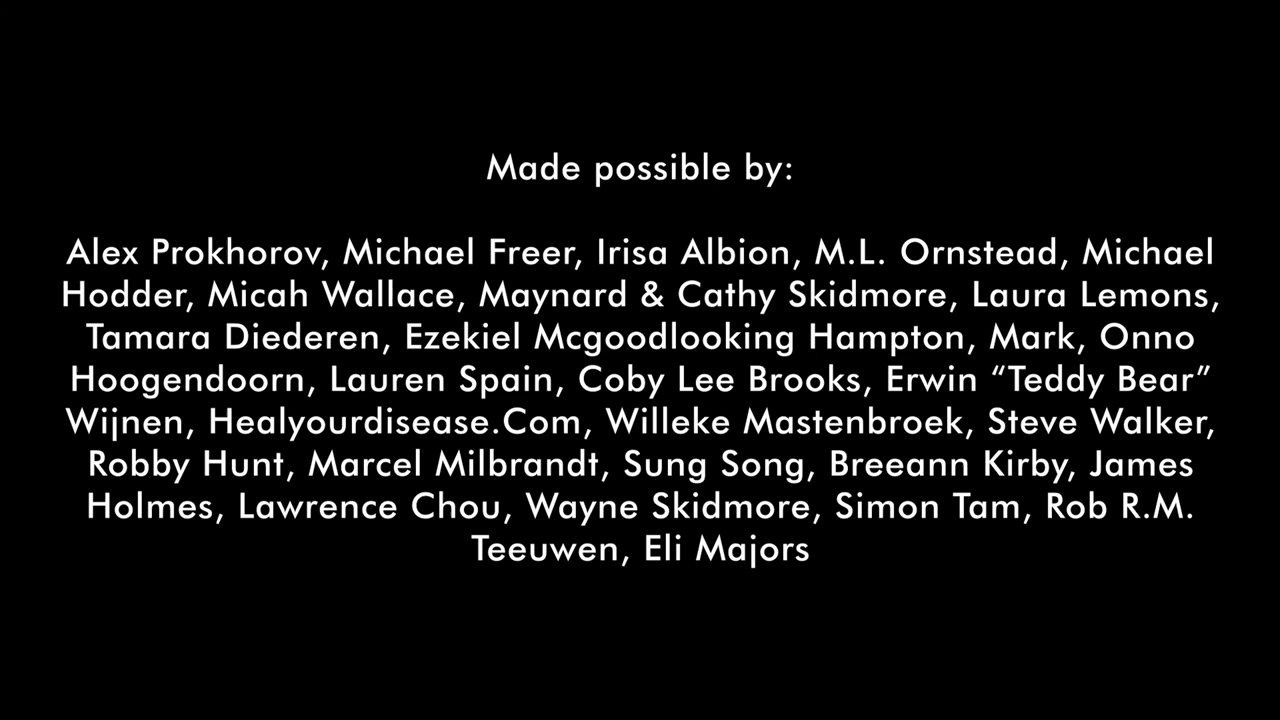 Made possible by:
Alex Prokhorov, Michael Freer, Irisa Albion, M.L. Ornstead, Michael
Hodder, Micah Wallace, Maynard & Cathy Skidmore, Laura Lemons,
Tamara Diederen, Ezekiel Mcgoodlooking Hampton, Mark, Onno
Hoogendoorn, Lauren Spain, Coby Lee Brooks, Erwin “Teddy Bear”
Wijnen, Healyourdisease.Com, Willeke Mastenbroek, Steve Walker,
Robby Hunt, Marcel Milbrandt, Sung Song, Breeann Kirby, James
Holmes, Lawrence Chou, Wayne Skidmore, Simon Tam, Rob R.M.
Teeuwen, Eli Majors